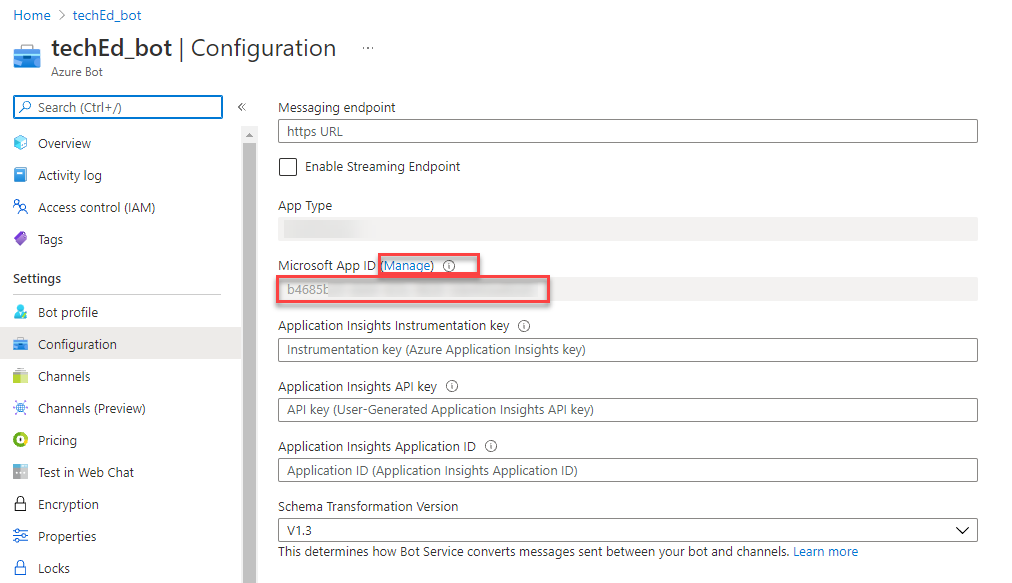 Home > techEd_bot
techEd_bot | Configuration ...
Azure Bot
Search (Ctrl+/)
«
Overview
Activity log
Access control (IAM)
Tags
Settings
Bot profile
Configuration
Channels
Channels (Preview)
Pricing
Test in Web Chat
Encryption
Properties
Locks
Messaging endpoint
https URL
Enable Streaming Endpoint
App Type
Microsoft App ID (Manage)
Application Insights Instrumentation key
Instrumentation key (Azure Application Insights key)
Application Insights API key
API key (User-Generated Application Insights API key)
Application Insights Application ID
Application ID (Application Insights Application ID)
Schema Transformation Version
V1.3
This determines how Bot Service converts messages sent between your bot and channels. Learn more